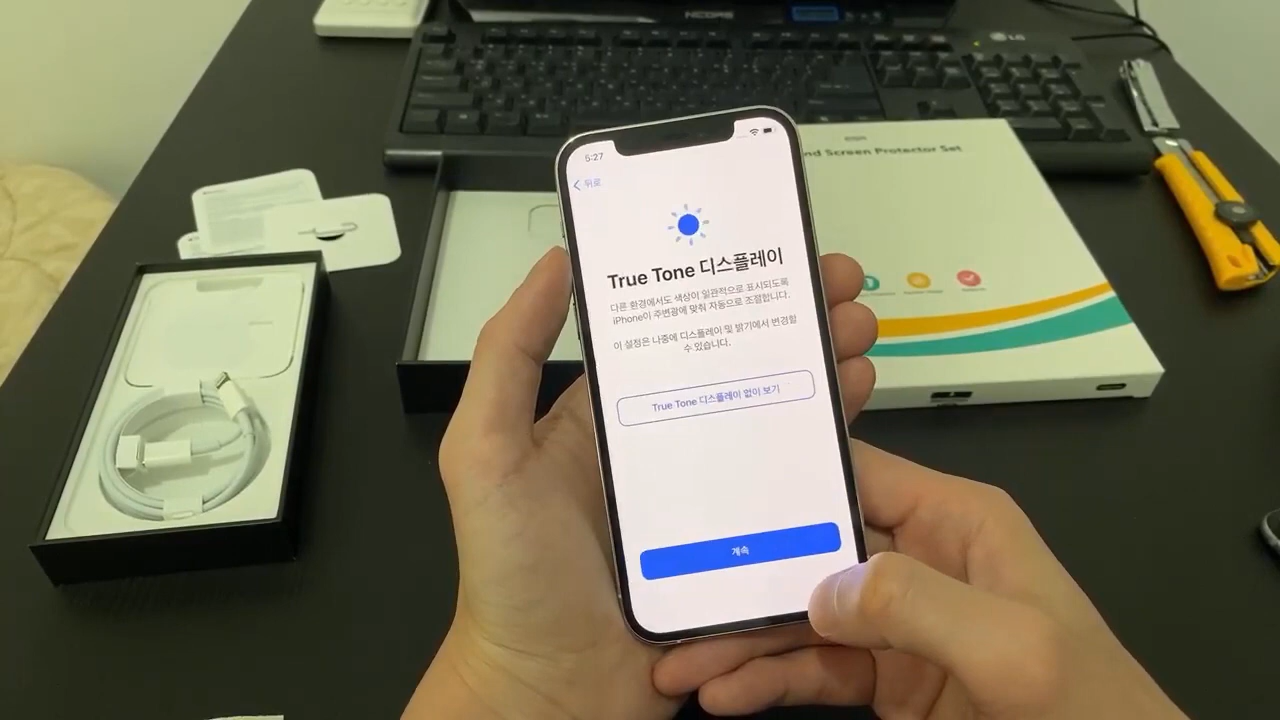 NCORE
LG
nd Screen Protector Set
5:27
뒤로
True Tone 디스플레이
다른 환경에서도 색상이 일관적으로 표시되도록
iPhone이 주변광에 맞춰 자동으로 조절합니다.
이 설정은 나중에 디스플레이 및 밝기에서 변경할
수 있습니다.
True Tone 디스플레이 없이 보기
계속